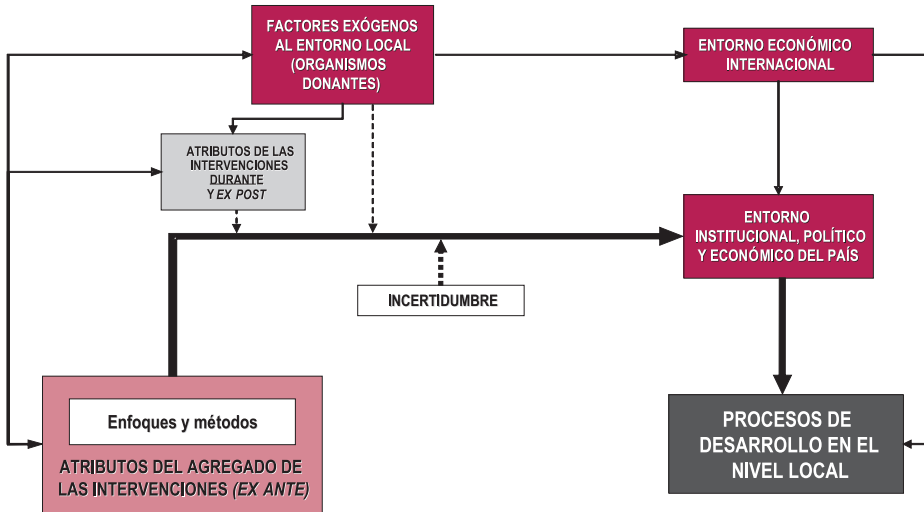 FACTORES EXÓGENOS
AL ENTORNO LOCAL
(ORGANISMOS
DONANTES)
ENTORNO ECONÓMICO
INTERNACIONAL
ATRIBUTOS DE LAS
INTERVENCIONES
DURANTE
Y EX POST
ENTORNO
INSTITUCIONAL, POLÍTICO
Y ECONÓMICO DEL PAÍS
INCERTIDUMBRE
Enfoques y métodos
ATRIBUTOS DEL AGREGADO DE
LAS INTERVENCIONES (EX ANTE)
PROCESOS DE
DESARROLLO EN EL
NIVEL LOCAL